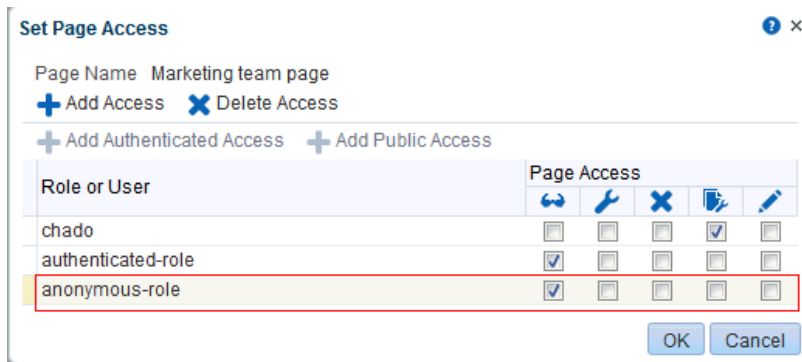 Set Page Access
Page Name Marketing team page
Add Access Delete Access
Add Authenticated Access Add Public Access
Role or User
Page Access
chado
authenticated-role
anonymous-role
OK Cancel